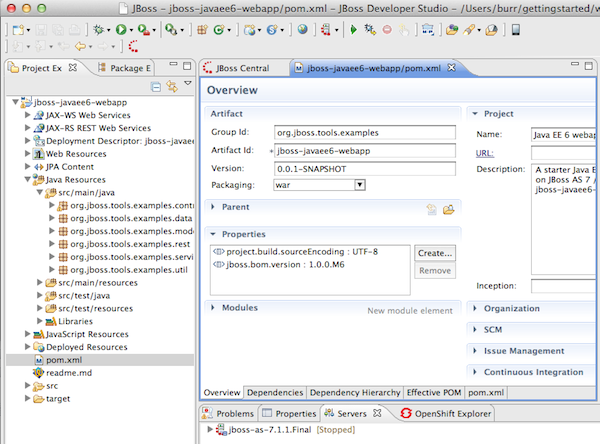 JBoss - jboss-javaee6-webapp/pom.xml - JBoss Developer Studio - /Users/burr/gettingstarted/w
Project Ex
Package E
JBoss Central
jboss-javaee6-webapp/pom.xml
jboss-javaee6-webapp
JAX-WS Web Services
JAX-RS REST Web Services
Deployment Descriptor: jboss-javaee
Web Resources
JPA Content
Java Resources
src/main/java
org.jboss.tools.examples.contr
org.jboss.tools.examples.data
org.jboss.tools.examples.mode
org.jboss.tools.examples.rest
org.jboss.tools.examples.servi
org.jboss.tools.examples.util
src/main/resources
src/test/java
src/test/resources
Libraries
JavaScript Resources
Deployed Resources
pom.xml
readme.md
src
target
Overview
Artifact
Group Id: org.jboss.tools.examples
Artifact Id: * jboss-javaee6-webapp
Version: 0.0.1-SNAPSHOT
Packaging: war
Parent
Properties
project.build.sourceEncoding : UTF-8
jboss.bom.version : 1.0.0.M6
Create...
Remove
Modules
New module element
Project
Name: Java EE 6 webap
URL:
Description: A starter Java E
on JBoss AS 7 /
jboss-javaee6-
Inception:
Organization
SCM
Issue Management
Continuous Integration
Overview Dependencies Dependency Hierarchy Effective POM pom.xml
Problems Properties Servers OpenShift Explorer
jboss-as-7.1.1.Final [Stopped]